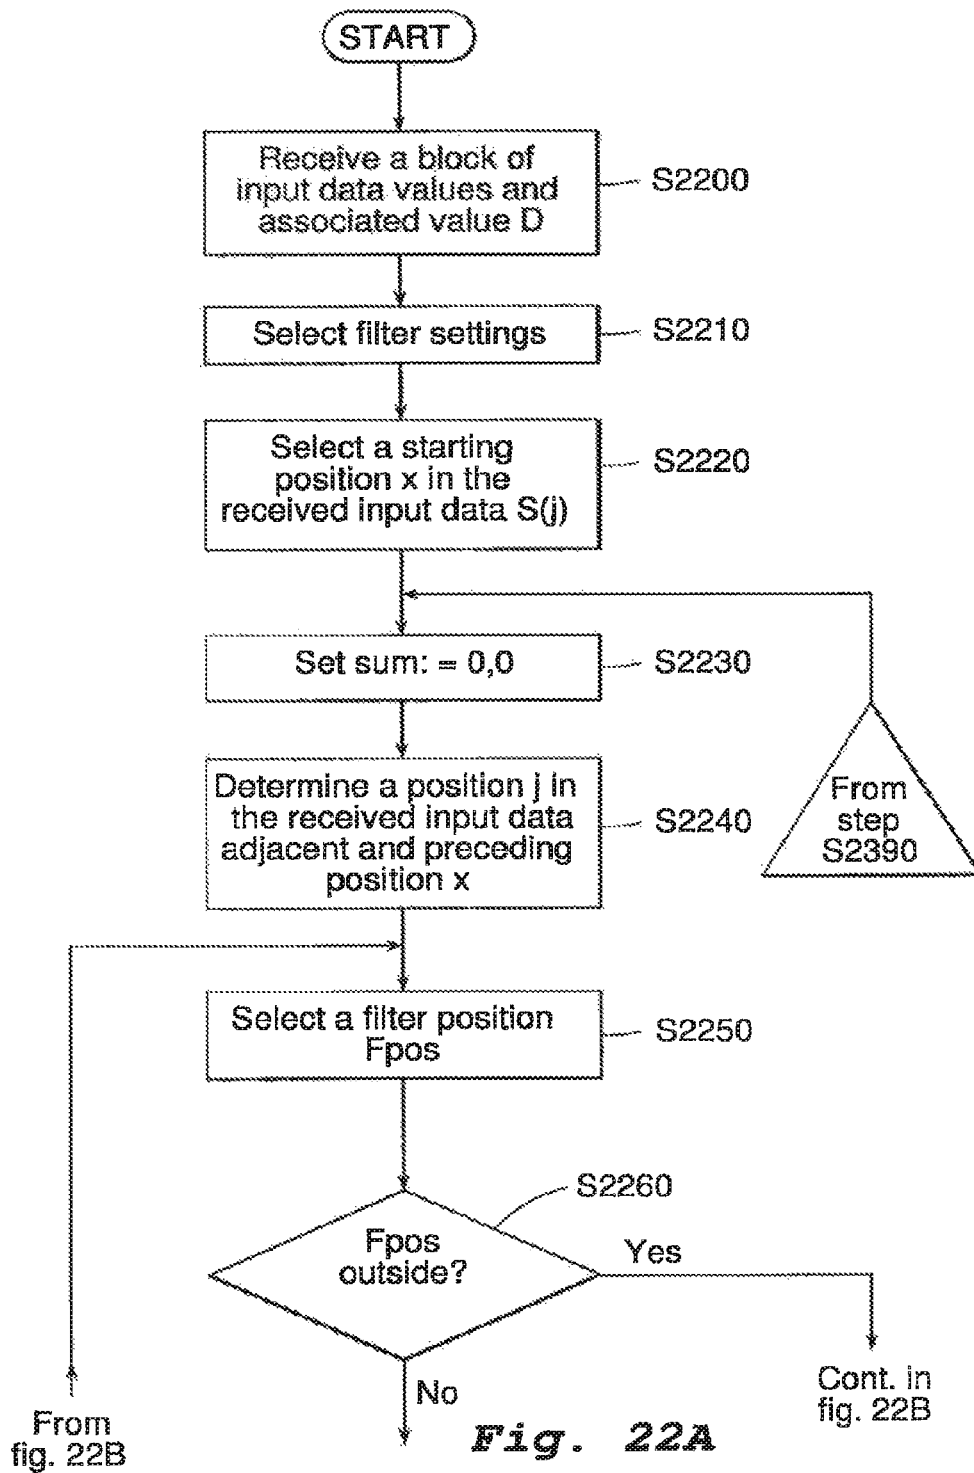 START
Receive a block of
input data values and
associated value D
S2200
Select filter settings
S2210
Select a starting
position x in the
received input data S(j)
S2220
Set sum: = 0,0
S2230
Determine a position j in
the received input data
adjacent and preceding
position x
S2240
From
step
S2390
Select a filter position
Fpos
S2250
S2260
Fpos
outside?
Yes
No
Cont. in
fig. 22B
From
fig. 22B
Fig. 22A